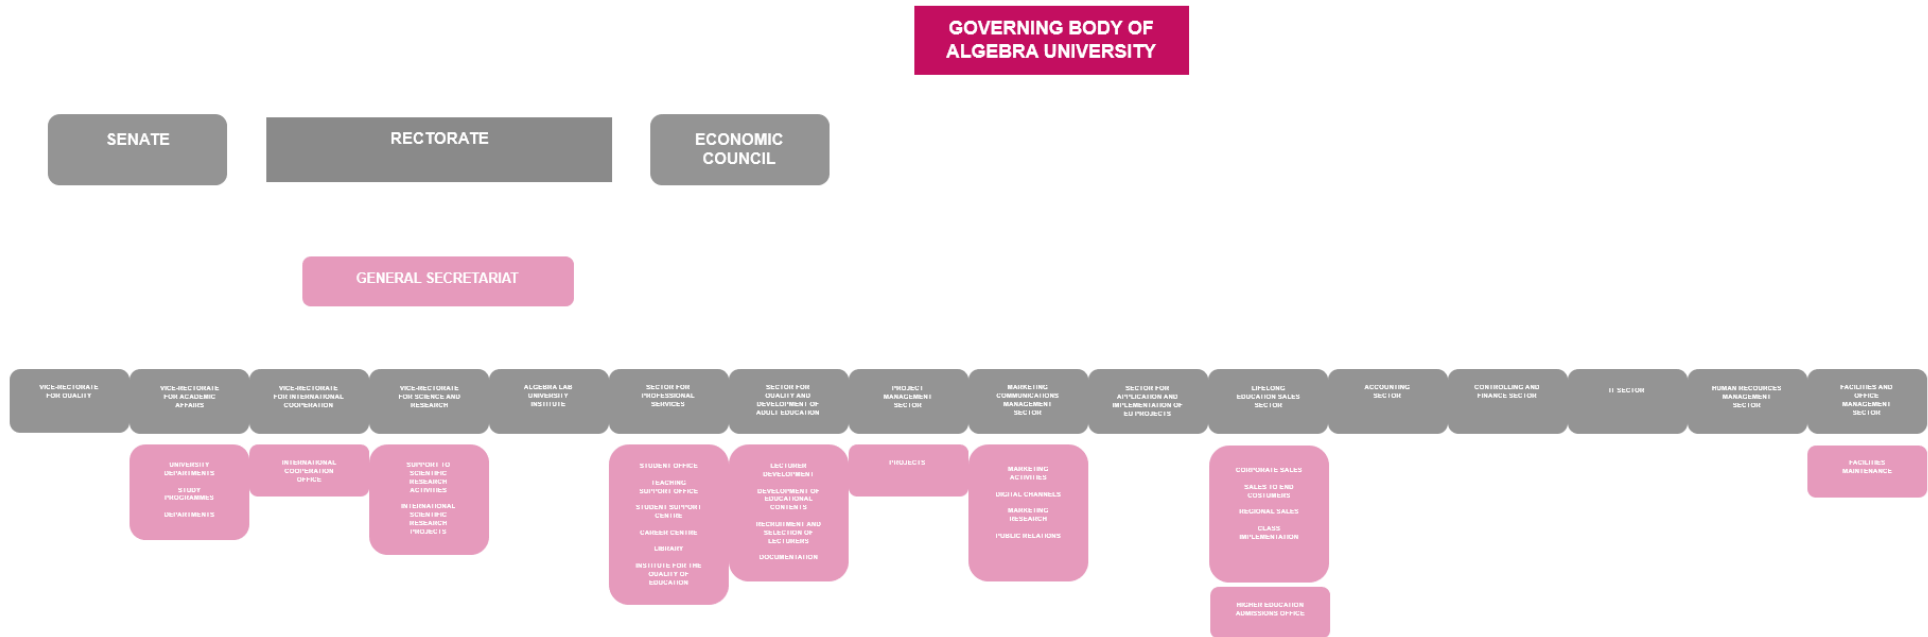 GOVERNING BODY OF
ALGEBRA UNIVERSITY
SENATE
RECTORATE
ECONOMIC
COUNCIL
GENERAL SECRETARIAT
VICE-RECTORATE
FOR QUALITY
VICE-RECTORATE
FOR ACADEMIC
AFFAIRS
VICE-RECTORATE
FOR INTERNATIONAL
COOPERATION
VICE-RECTORATE
FOR SCIENCE AND
RESEARCH
ALGEBRA LAB
UNIVERSITY
INSTITUTE
SECTOR FOR
PROFESSIONAL
SERVICES
SECTOR FOR
QUALITY AND
DEVELOPMENT OF
ADULT EDUCATION
PROJECT
MANAGEMENT
SECTOR
MARKETING
COMMUNICATIONS
MANAGEMENT
SECTOR
SECTOR FOR
APPLICATION AND
IMPLEMENTATION OF
EU PROJECTS
LIFELONG
EDUCATION SALES
SECTOR
ACCOUNTING
SECTOR
CONTROLLING AND
FINANCE SECTOR
IT SECTOR
HUMAN RECOURCES
MANAGEMENT
SECTOR
FACILITIES AND
OFFICE
MANAGEMENT
SECTOR
UNIVERSITY
DEPARTMENTS
STUDY
PROGRAMMES
DEPARTMENTS
INTERNATIONAL
COOPERATION
OFFICE
SUPPORT TO
SCIENTIFIC
RESEARCH
ACTIVITIES
INTERNATIONAL
SCIENTIFIC
RESEARCH
PROJECTS
STUDENT OFFICE
TEACHING
SUPPORT OFFICE
STUDENT SUPPORT
CENTRE
CAREER CENTRE
LIBRARY
INSTITUTE FOR THE
QUALITY OF
EDUCATION
LECTURER
DEVELOPMENT
DEVELOPMENT OF
EDUCATIONAL
CONTENTS
RECRUITMENT AND
SELECTION OF
LECTURERS
DOCUMENTATION
PROJECTS
MARKETING
ACTIVITIES
DIGITAL CHANNELS
MARKETING
RESEARCH
PUBLIC RELATIONS
CORPORATE SALES
SALES TO END
COSTUMERS
REGIONAL SALES
CLASS
IMPLEMENTATION
HIGHER EDUCATION
ADMISSIONS OFFICE
FACILITIES
MAINTENANCE